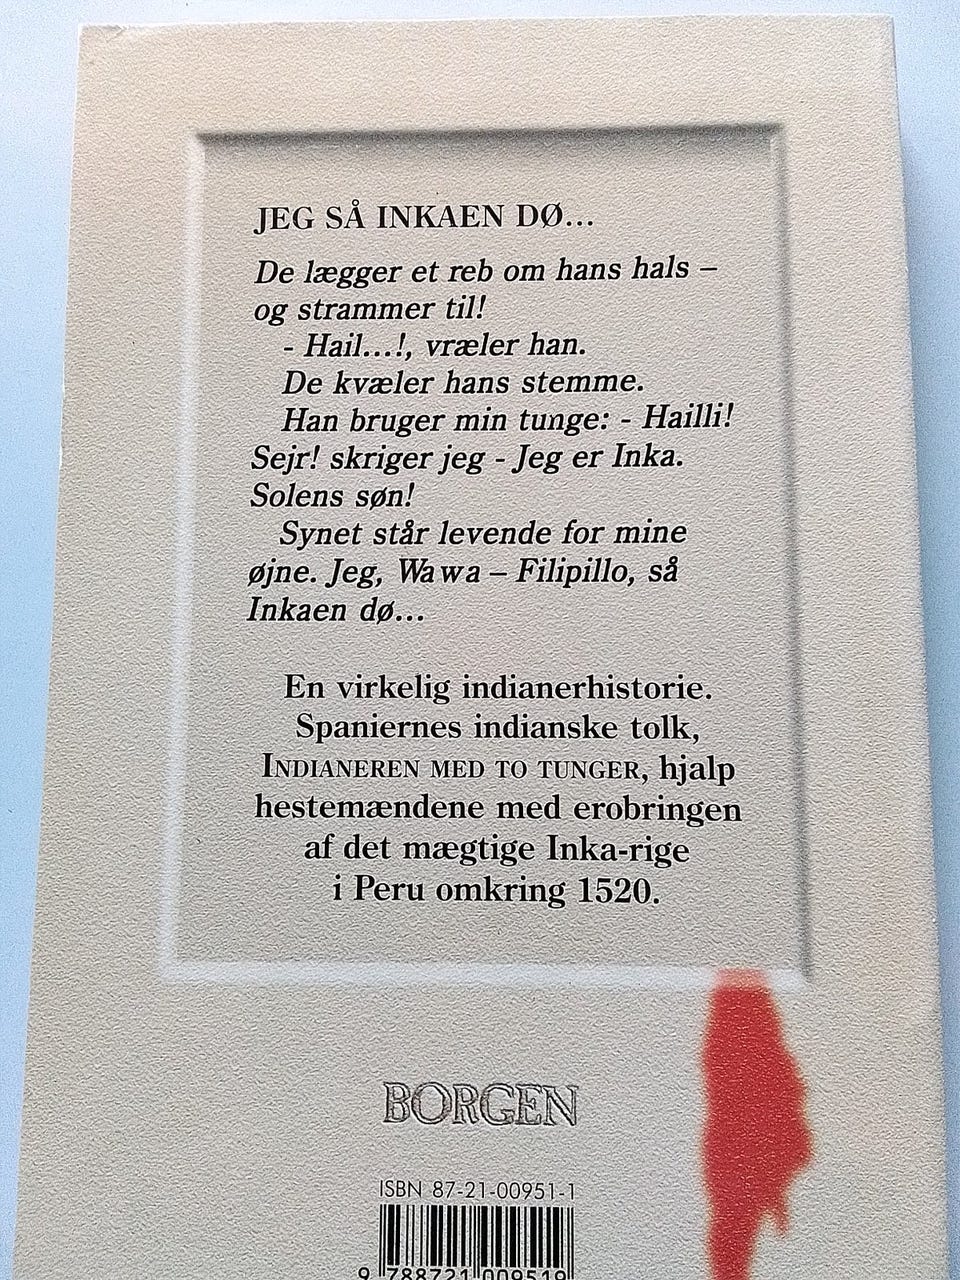 JEG SÅ INKAEN DØ...
De lægger et reb om hans hals –
og strammer til!
- Hail...!, vræler han.
De kvæler hans stemme.
Han bruger min tunge: - Hailli!
Sejr! skriger jeg - Jeg er Inka.
Solens søn!
Synet står levende for mine
øjne. Jeg, Wawa – Filipillo, så
Inkaen dø...
En virkelig indianerhistorie.
Spaniernes indianske tolk,
INDIANEREN MED TO TUNGER, hjalp
hestemændene med erobringen
af det mægtige Inka-rige
i Peru omkring 1520.
BORGEN
ISBN 87-21-00951-1
9 788721 009519